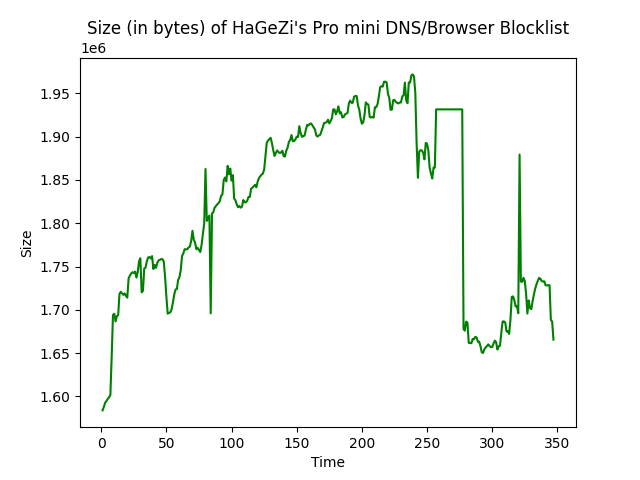 Size (in bytes) of HaGeZi's Pro mini DNS/Browser Blocklist
1e6
1.95
1.90
1.85
1.80
1.75
1.70
1.65
1.60
Size
0 50 100 150 200 250 300 350
Time